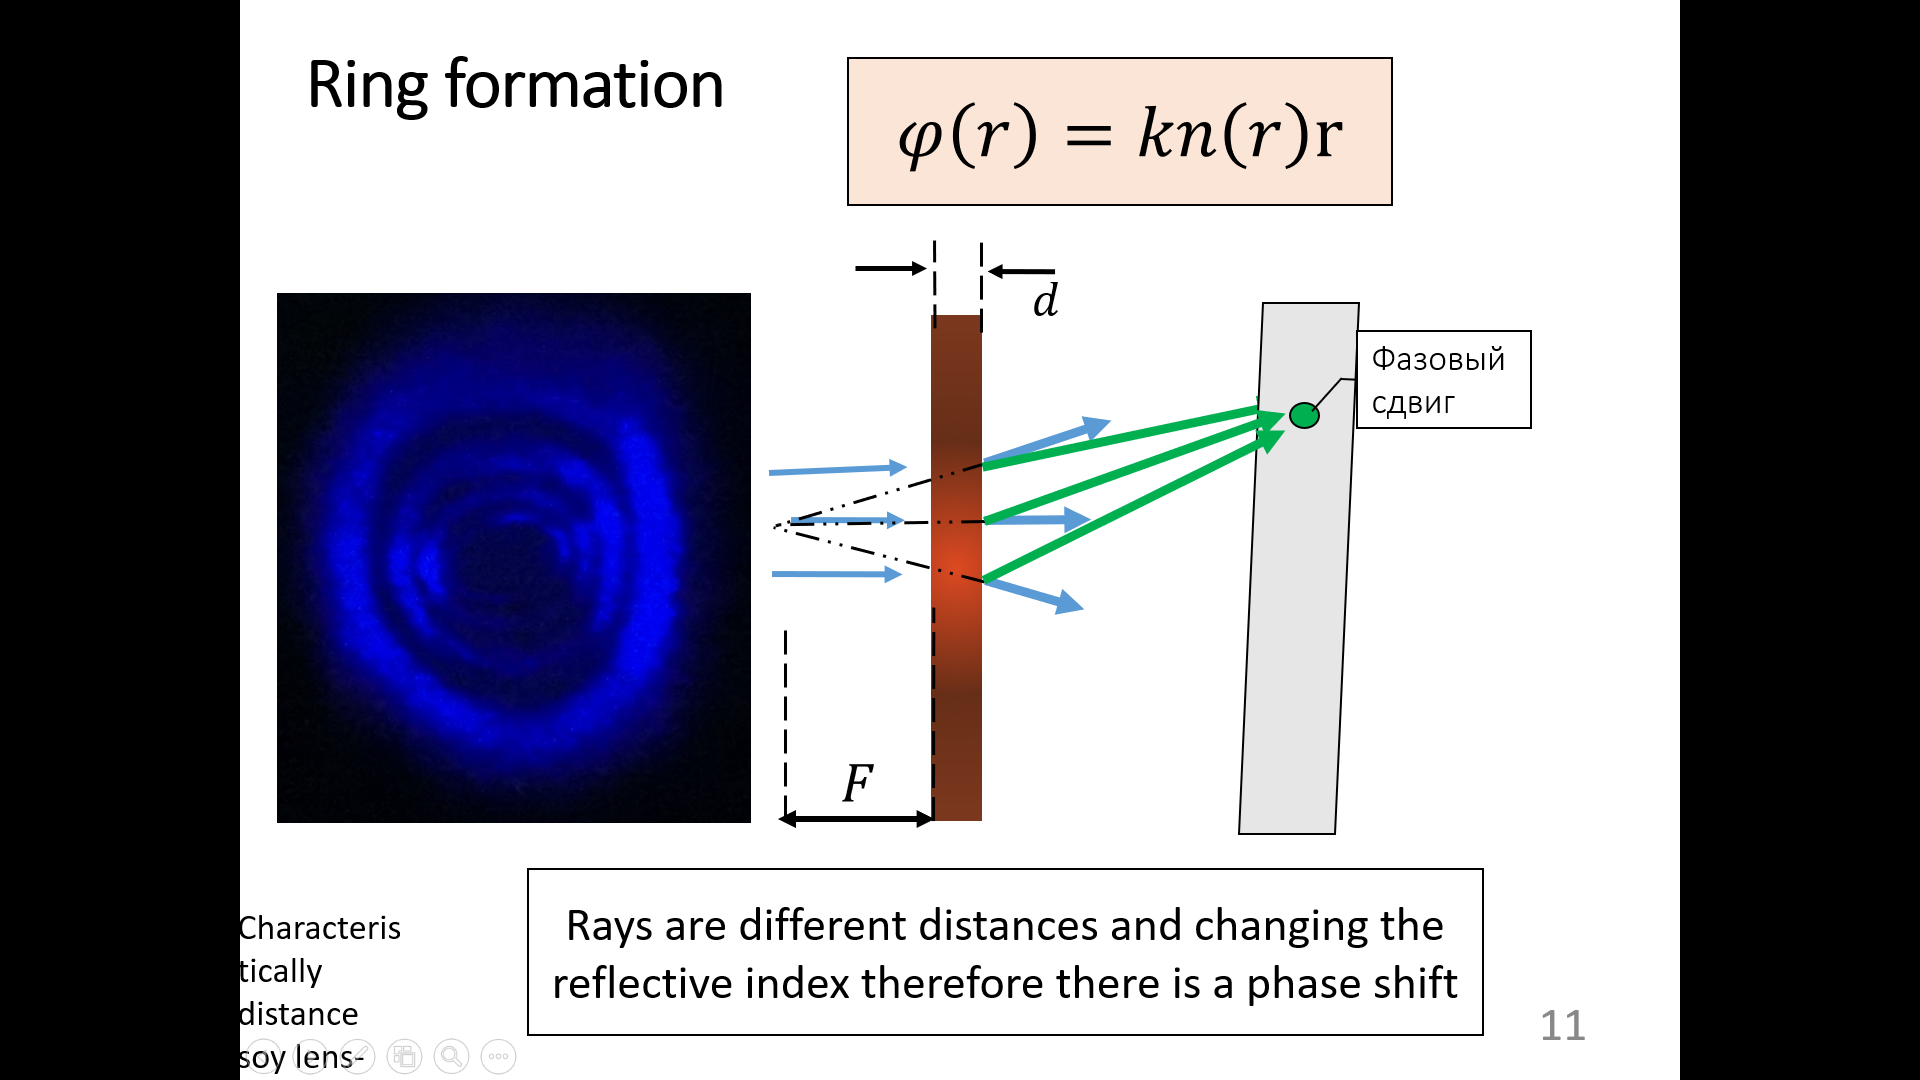 Ring formation
φ(r) = kn(r)r
d
Фазовый
сдвиг
F
Rays are different distances and changing the
reflective index therefore there is a phase shift
Characteris
tically
distance
soy lens-
11